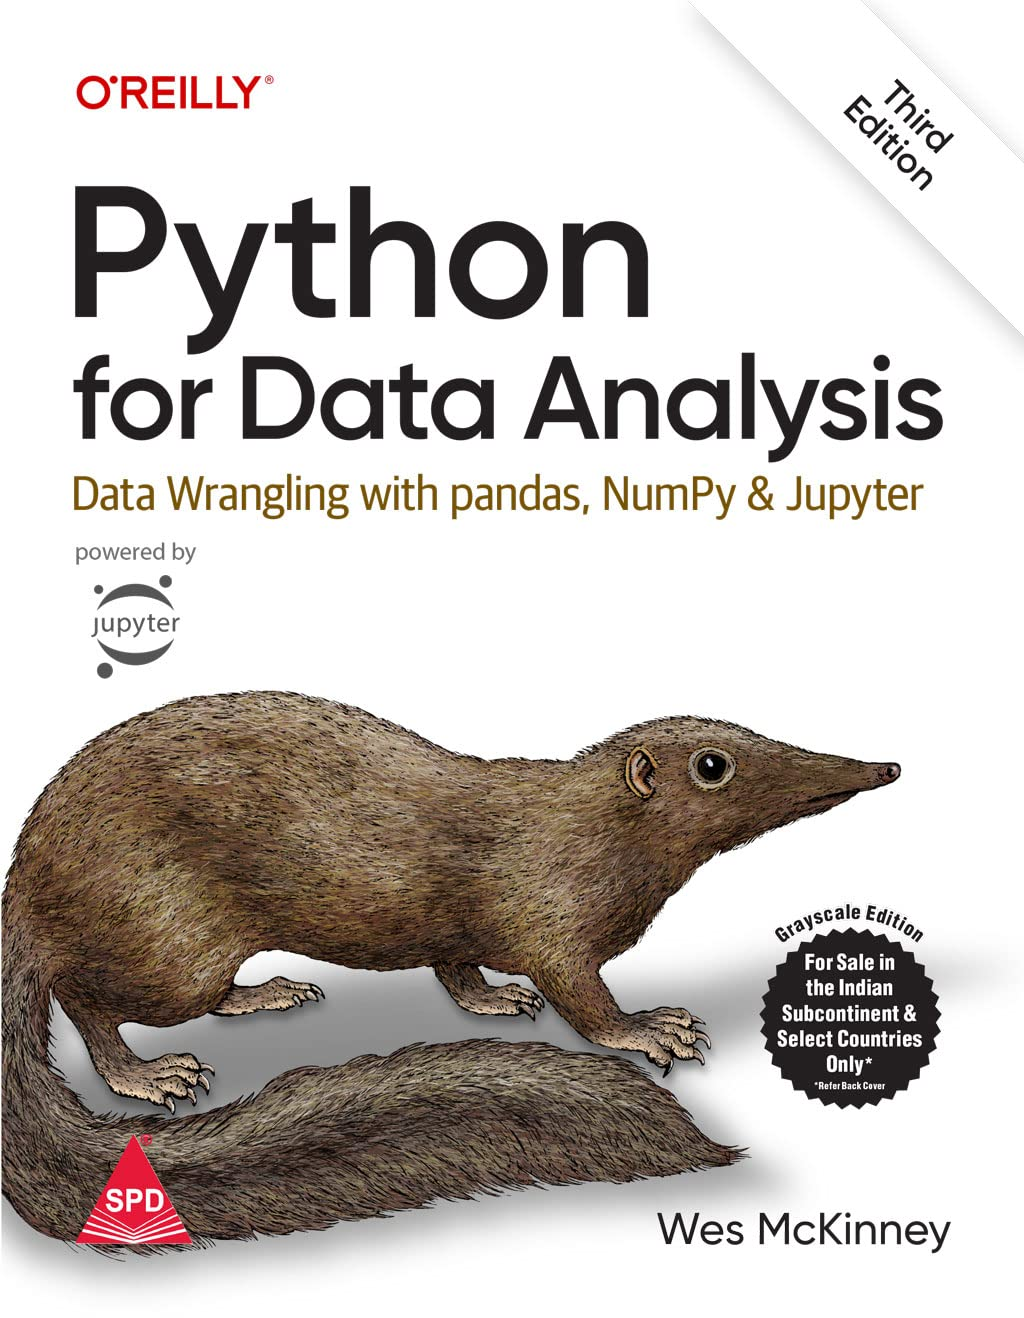 O'REILLY®
Third
Edition
Python
for Data Analysis
Data Wrangling with pandas, NumPy & Jupyter
powered by
jupyter
Grayscale Edition
For Sale in
the Indian
Subcontinent &
Select Countries
Only*
*Refer Back Cover
SPD
®
Wes McKinney